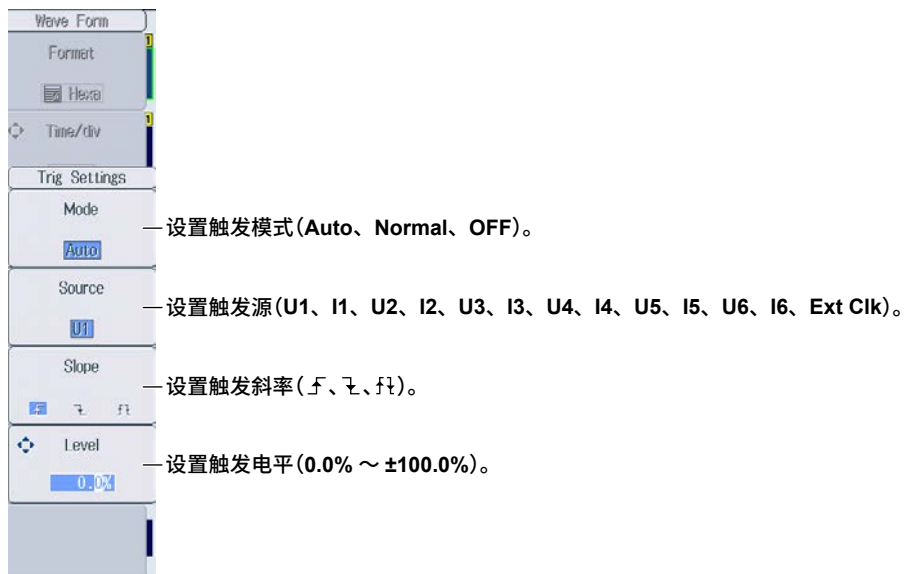 Wave Form
Format
Hexa
Time/div
Trig Settings
Mode
设置触发模式(Auto、Normal、OFF)。
Auto
Source
设置触发源(U1、I1、U2、I2、U3、I3、U4、I4、U5、I5、U6、I6、Ext Clk)。
U1
Slope
设置触发斜率(、、)。
Level
设置触发电平(0.0% ～ ±100.0%)。
0.0%